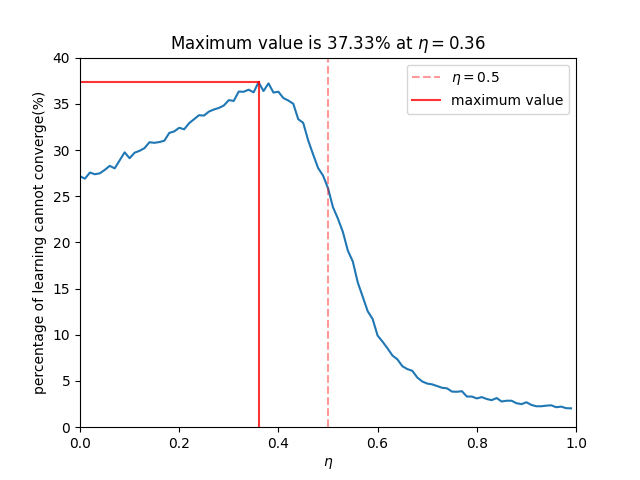 Maximum value is 37.33% at η = 0.36
40
35
30
25
20
15
10
5
0
percentage of learning cannot converge(%)
η = 0.5
maximum value
0.0 0.2 0.4 0.6 0.8 1.0
η